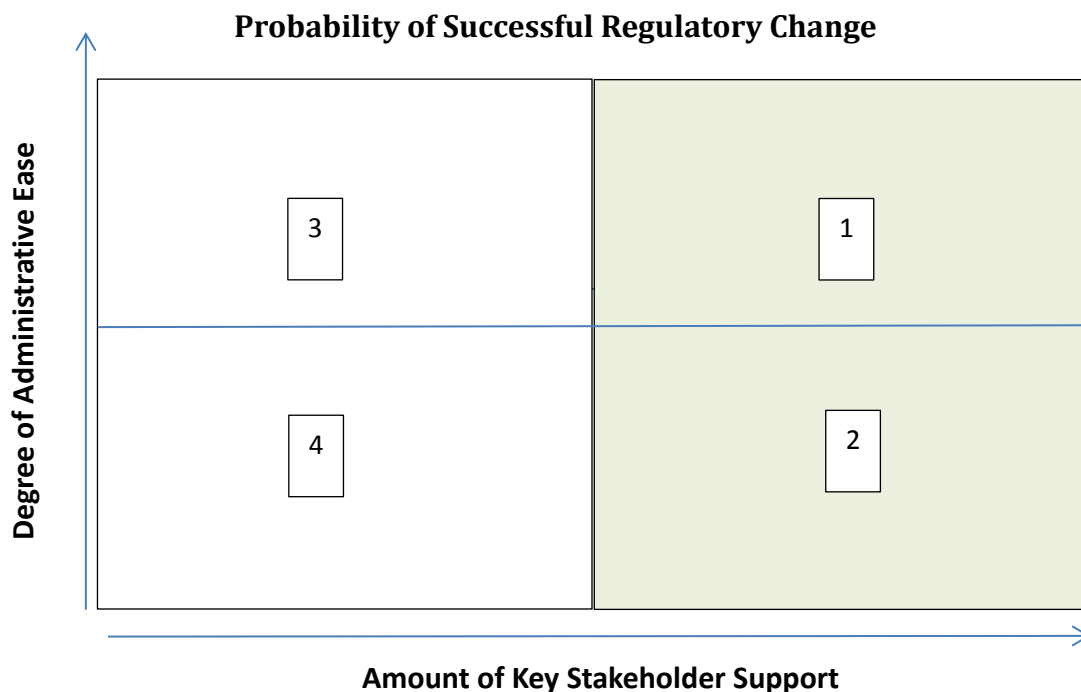 Probability of Successful Regulatory Change
Degree of Administrative Ease
3
1
4
2
Amount of Key Stakeholder Support